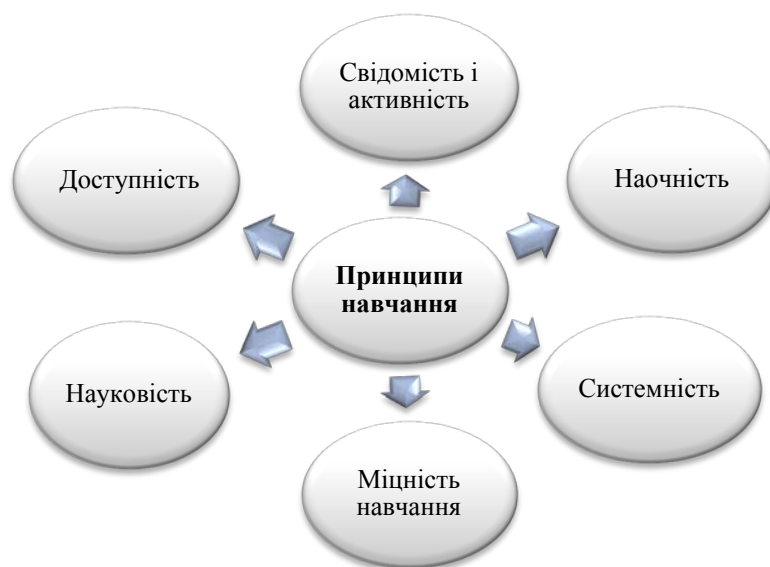 Свідомість і
активність
Доступність
Наочність
Принципи
навчання
Науковість
Системність
Міцність
навчання